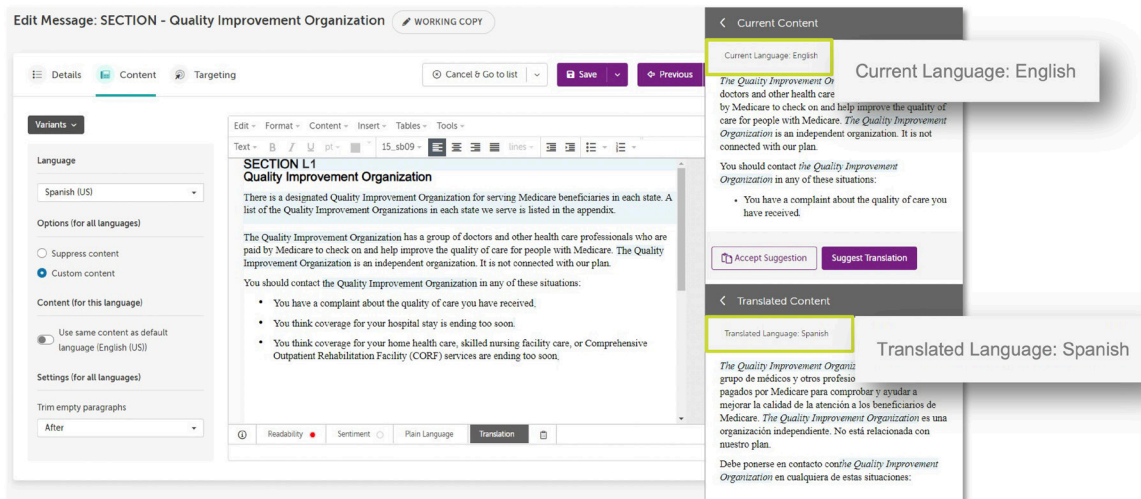 Edit Message: SECTION - Quality Improvement Organization
WORKING COPY
Details
Content
Targeting
Cancel & Go to list
Save
Previous
Variants
Language
Spanish (US)
Options (for all languages)
Suppress content
Custom content
Content (for this language)
Use same content as default
language (English (US))
Settings (for all languages)
Trim empty paragraphs
After
Edit Format Content Insert Tables Tools
Text B I U pt 15_sb09 lines
SECTION L1
Quality Improvement Organization
There is a designated Quality Improvement Organization for serving Medicare beneficiaries in each state. A
list of the Quality Improvement Organizations in each state we serve is listed in the appendix.
The Quality Improvement Organization has a group of doctors and other health care professionals who are
paid by Medicare to check on and help improve the quality of care for people with Medicare. The Quality
Improvement Organization is an independent organization. It is not connected with our plan.
You should contact the Quality Improvement Organization in any of these situations:
• You have a complaint about the quality of care you have received.
• You think coverage for your hospital stay is ending too soon.
• You think coverage for your home health care, skilled nursing facility care, or Comprehensive
Outpatient Rehabilitation Facility (CORF) services are ending too soon.
Readability
Sentiment
Plain Language
Translation
Current Content
Current Language: English
Current Language: English
The Quality Improvement Or
doctors and other health care
by Medicare to check on and help improve the quality of
care for people with Medicare. The Quality Improvement
Organization is an independent organization. It is not
connected with our plan.
You should contact the Quality Improvement
Organization in any of these situations:
• You have a complaint about the quality of care you
have received.
Accept Suggestion
Suggest Translation
Translated Content
Translated Language: Spanish
Translated Language: Spanish
The Quality Improvement Organiz
grupo de médicos y otros profesio
pagados por Medicare para comprobar y ayudar a
mejorar la calidad de la atención a los beneficiarios de
Medicare. The Quality Improvement Organization es una
organización independiente. No está relacionada con
nuestro plan.
Debe ponerse en contacto conthe Quality Improvement
Organization en cualquiera de estas situaciones: